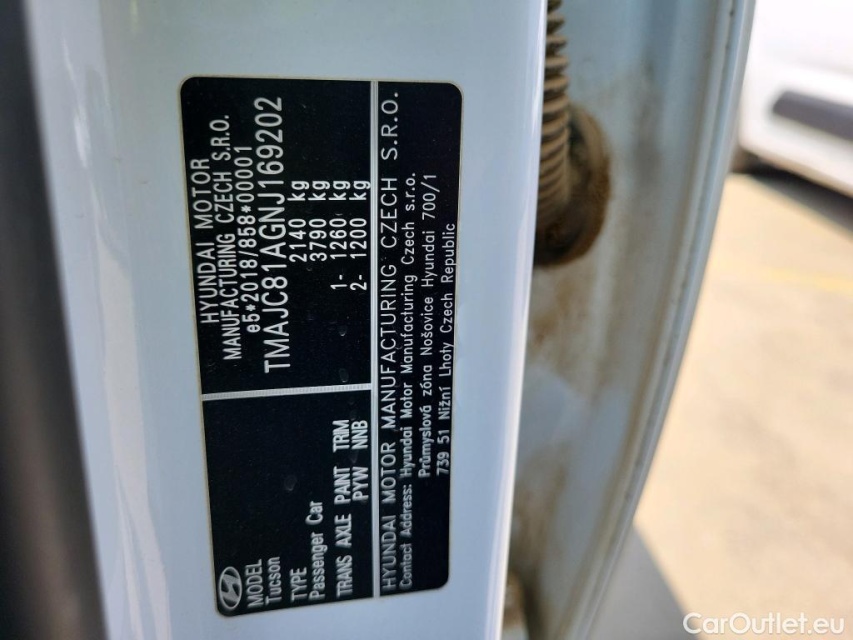 MODEL
Tucson
TYPE
Passenger Car
TRANS AXLE PAINT TRIM
PYW NNB
HYUNDAI MOTOR
MANUFACTURING CZECH S.R.O.
e5*2018/858*00001
TMAJC81AGNJ169202
2140 kg
3790 kg
1- 1260 kg
2- 1200 kg
HYUNDAI MOTOR MANUFACTURING CZECH S.R.O.
Contact Address: Hyundai Motor Manufacturing Czech s.r.o.
Průmyslová zóna Nošovice Hyundai 700/1
739 51 Nižní Lhoty Czech Republic
CarOutlet.eu